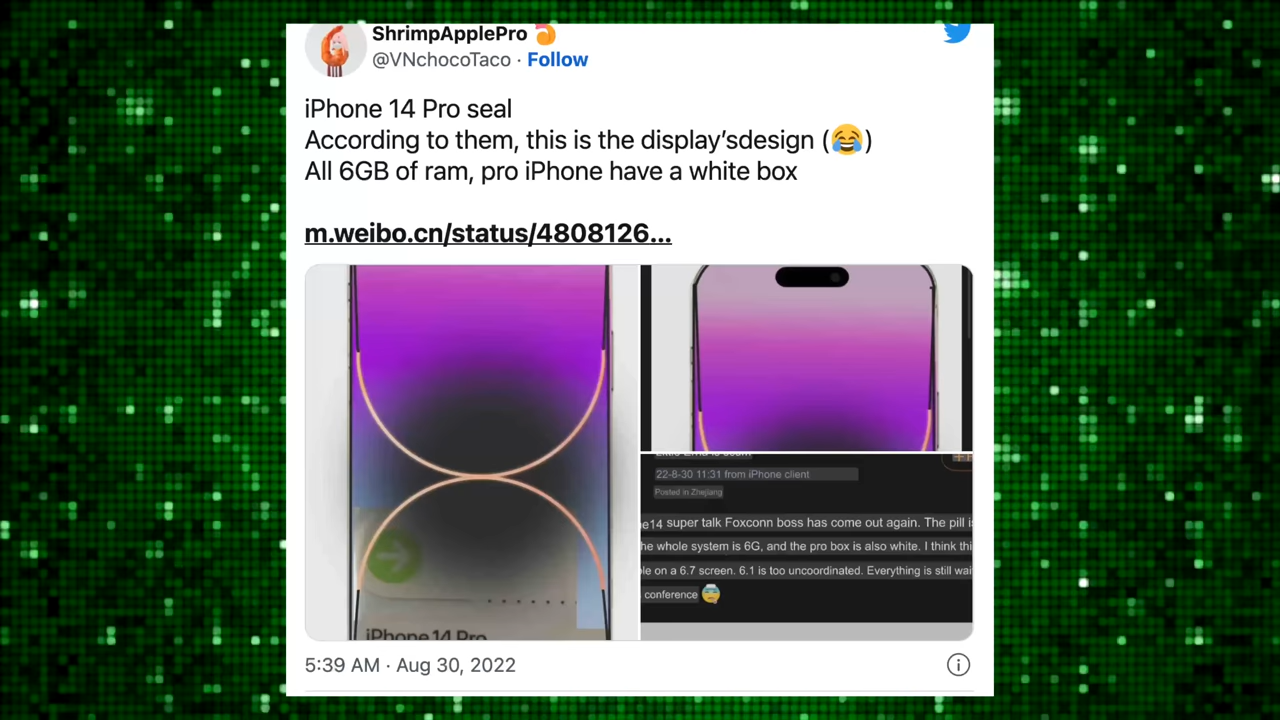 ShrimpApplePro 🦐
@VNchocoTaco · Follow
iPhone 14 Pro seal
According to them, this is the display'sdesign (😂)
All 6GB of ram, pro iPhone have a white box
m.weibo.cn/status/4808126...
22-8-30 11:31 from iPhone client
Posted in Zhejiang
e14 super talk Foxconn boss has come out again. The pill i
he whole system is 6G, and the pro box is also white. I think thi
le on a 6.7 screen. 6.1 is too uncoordinated. Everything is still wai
conference 😨
iPhone 14 Pro
5:39 AM · Aug 30, 2022